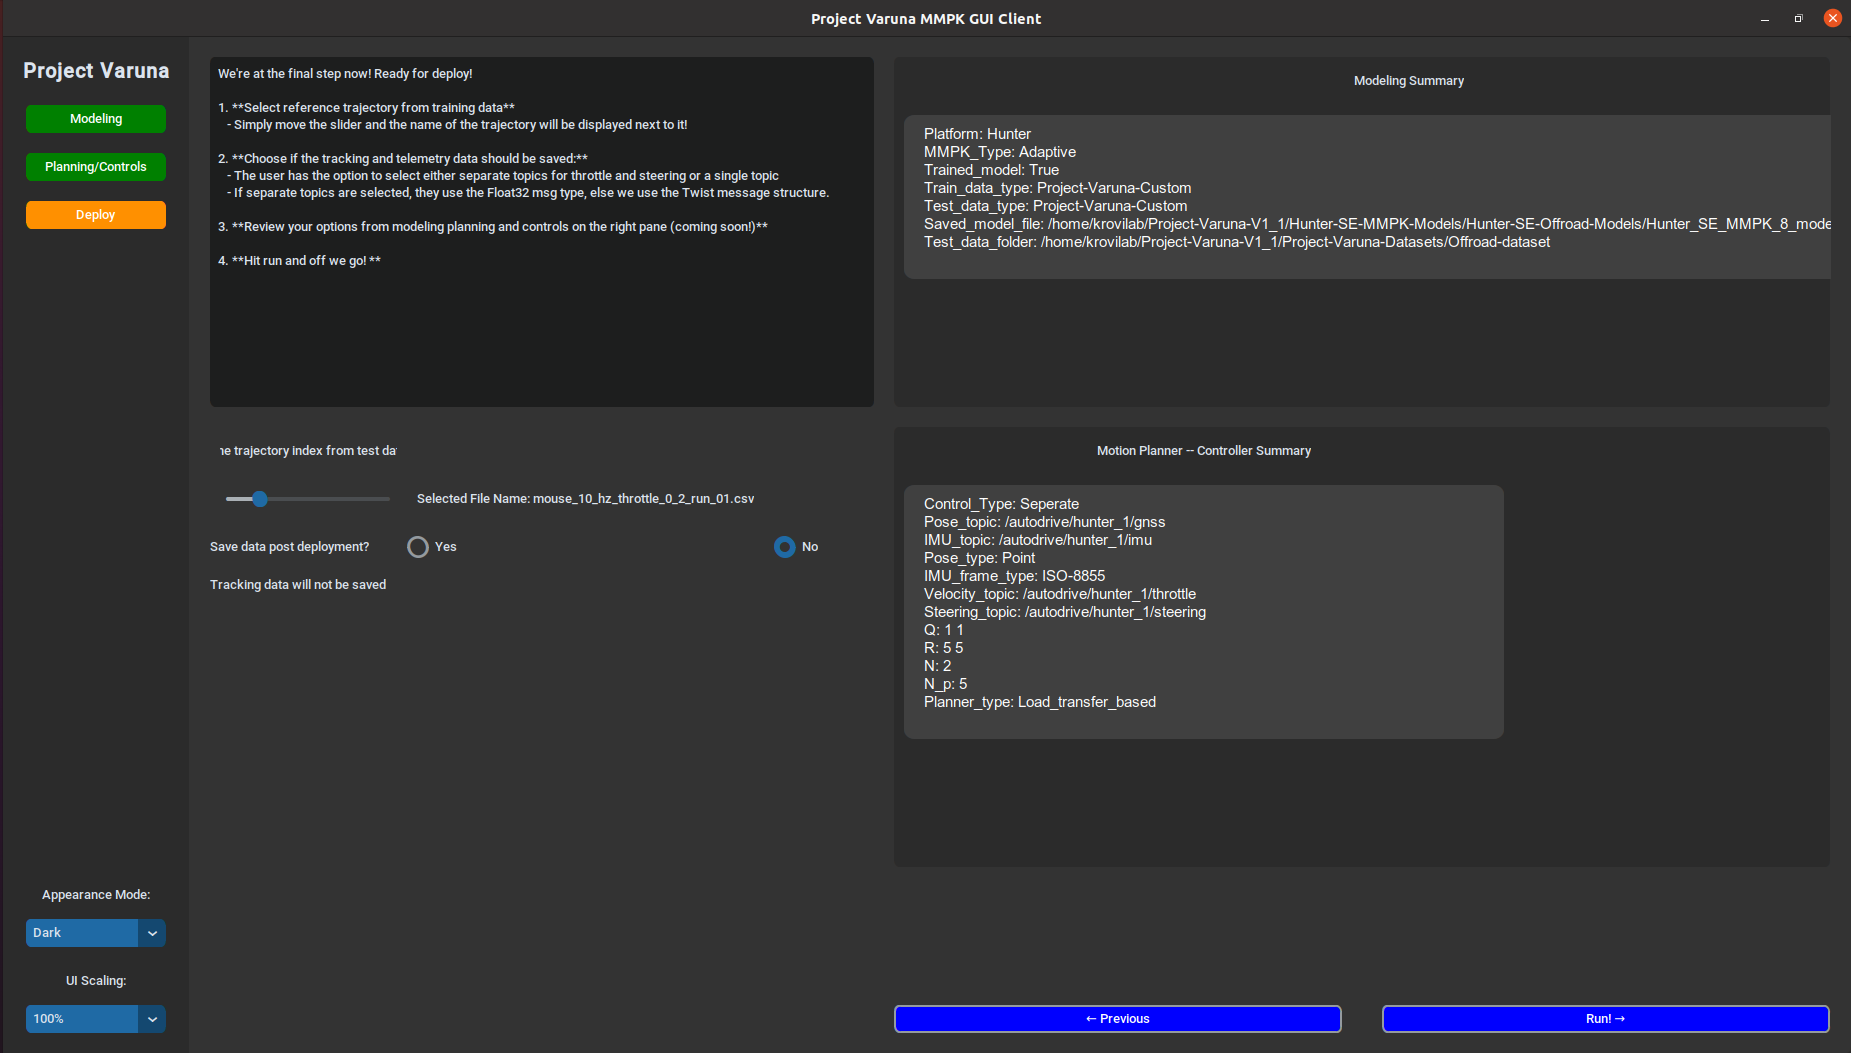 Project Varuna MMPK GUI Client
Project Varuna
Modeling
Planning/Controls
Deploy
Appearance Mode:
Dark
UI Scaling:
100%
We're at the final step now! Ready for deploy!
1. **Select reference trajectory from training data**
- Simply move the slider and the name of the trajectory will be displayed next to it!
2. **Choose if the tracking and telemetry data should be saved:**
- The user has the option to select either separate topics for throttle and steering or a single topic
- If separate topics are selected, they use the Float32 msg type, else we use the Twist message structure.
3. **Review your options from modeling planning and controls on the right pane (coming soon!)**
4. **Hit run and off we go! **
ne trajectory index from test da
Selected File Name: mouse_10_hz_throttle_0_2_run_01.csv
Save data post deployment? Yes No
Tracking data will not be saved
Modeling Summary
Platform: Hunter
MMPK_Type: Adaptive
Trained_model: True
Train_data_type: Project-Varuna-Custom
Test_data_type: Project-Varuna-Custom
Saved_model_file: /home/krovilab/Project-Varuna-V1_1/Hunter-SE-MMPK-Models/Hunter-SE-Offroad-Models/Hunter_SE_MMPK_8_mode
Test_data_folder: /home/krovilab/Project-Varuna-V1_1/Project-Varuna-Datasets/Offroad-dataset
Motion Planner -- Controller Summary
Control_Type: Seperate
Pose_topic: /autodrive/hunter_1/gnss
IMU_topic: /autodrive/hunter_1/imu
Pose_type: Point
IMU_frame_type: ISO-8855
Velocity_topic: /autodrive/hunter_1/throttle
Steering_topic: /autodrive/hunter_1/steering
Q: 1 1
R: 5 5
N: 2
N_p: 5
Planner_type: Load_transfer_based
← Previous
Run! →